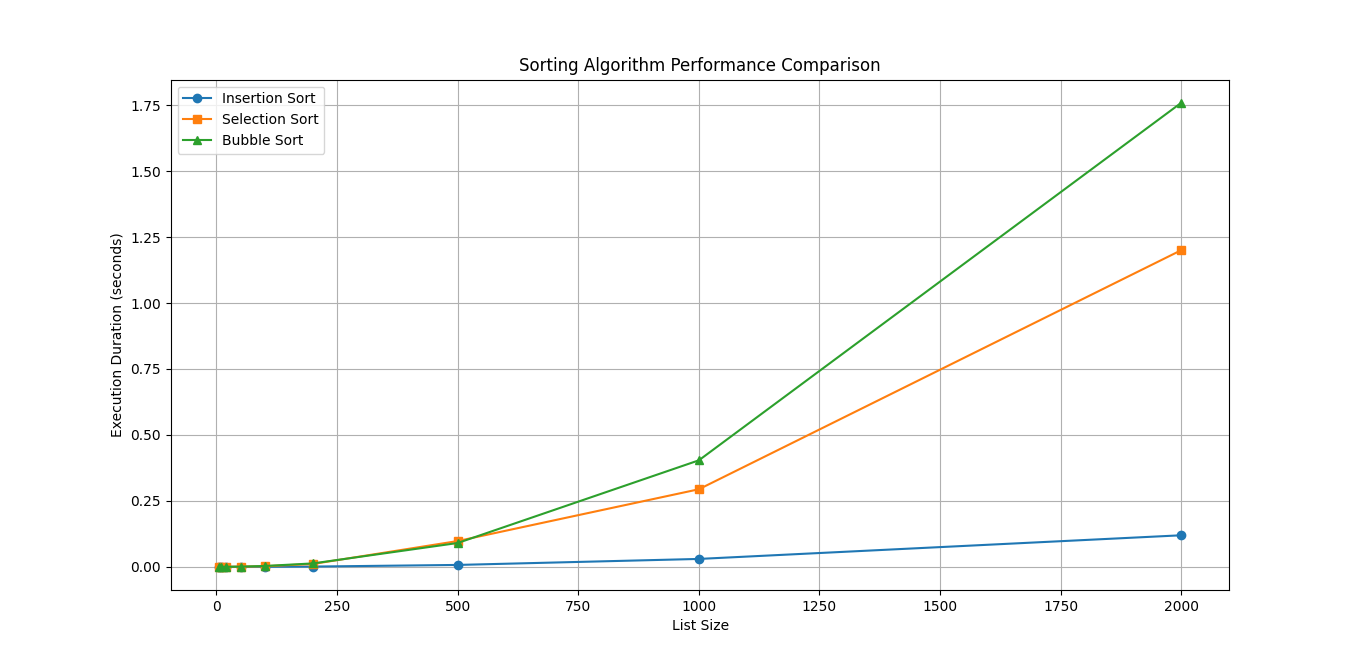 Sorting Algorithm Performance Comparison
Insertion Sort
Selection Sort
Bubble Sort
Execution Duration (seconds)
1.75
1.50
1.25
1.00
0.75
0.50
0.25
0.00
0 250 500 750 1000 1250 1500 1750 2000
List Size